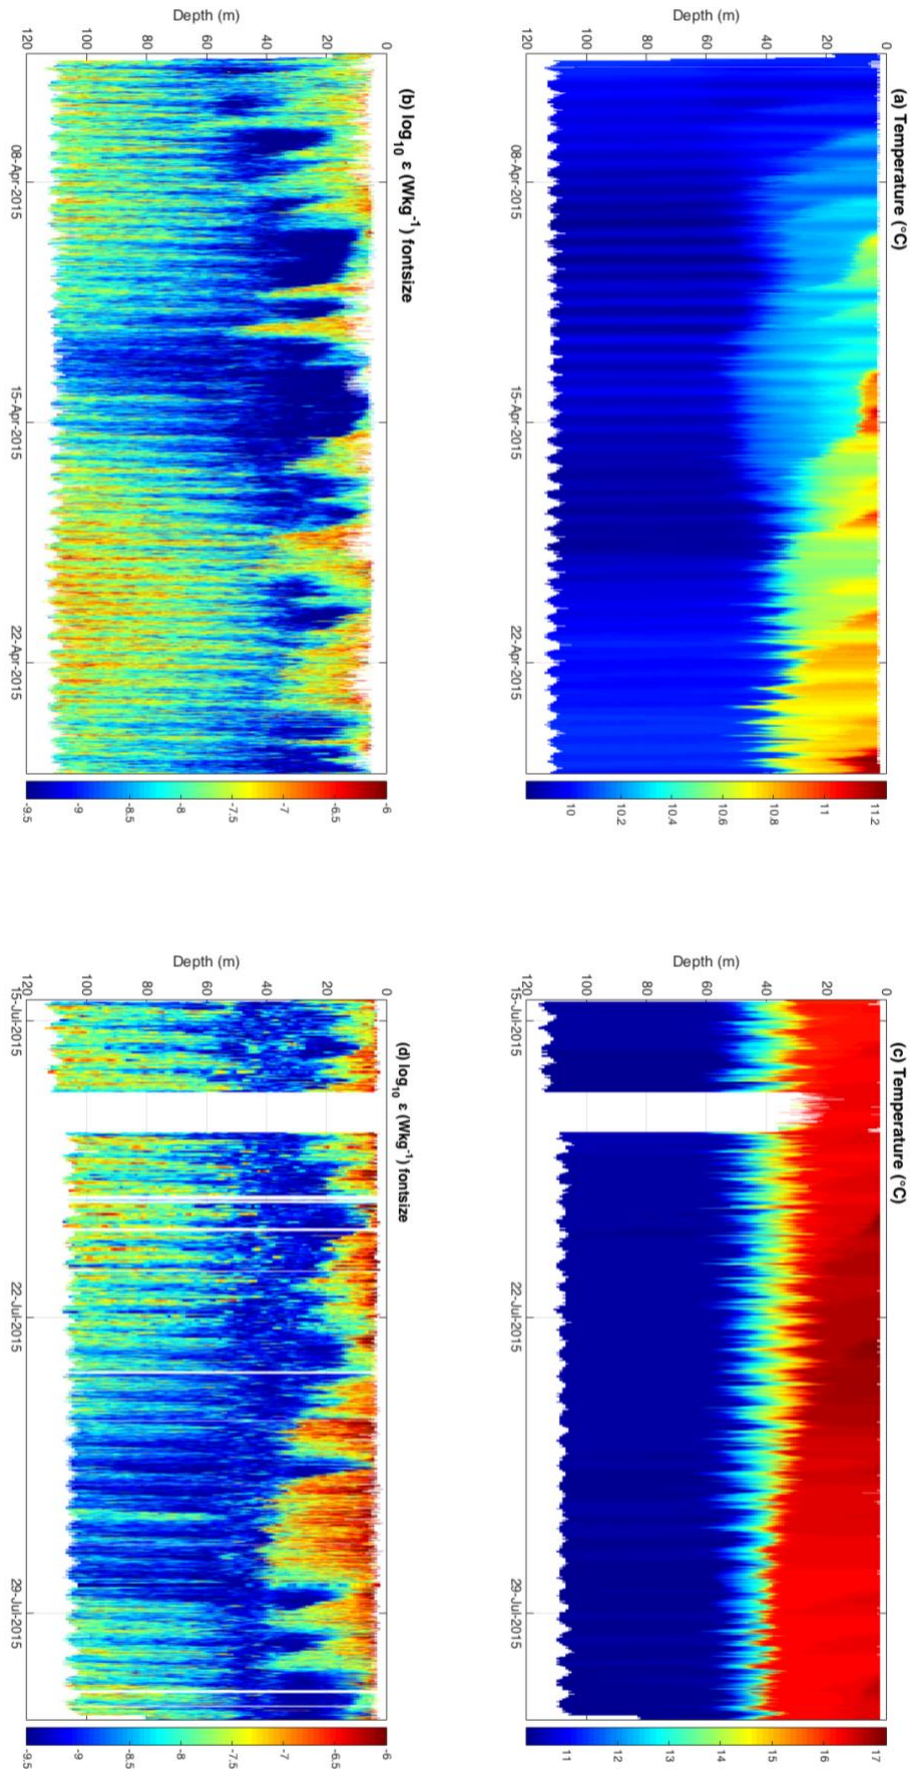 (a) Temperature (°C)
Depth (m)
0
20
40
60
80
100
120
08-Apr-2015
15-Apr-2015
22-Apr-2015
11.2
11
10.8
10.6
10.4
10.2
10
(b) log10 ε (Wkg-1) fontsize
Depth (m)
0
20
40
60
80
100
120
08-Apr-2015
15-Apr-2015
22-Apr-2015
-6
-6.5
-7
-7.5
-8
-8.5
-9
-9.5
(c) Temperature (°C)
Depth (m)
0
20
40
60
80
100
120
15-Jul-2015
22-Jul-2015
29-Jul-2015
17
16
15
14
13
12
11
(d) log10 ε (Wkg-1) fontsize
Depth (m)
0
20
40
60
80
100
120
15-Jul-2015
22-Jul-2015
29-Jul-2015
-6
-6.5
-7
-7.5
-8
-8.5
-9
-9.5